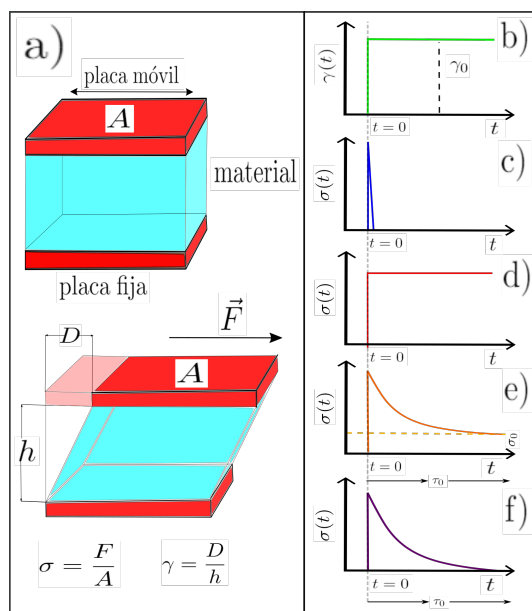 a)
placa móvil
A
material
placa fija
D
F⃗
A
h
σ = F/A
γ = D/h
b)
γ(t)
γ₀
t = 0
t
c)
σ(t)
t = 0
t
d)
σ(t)
t = 0
t
e)
σ(t)
σ₀
t = 0
t
τ₀
f)
σ(t)
t = 0
t
τ₀